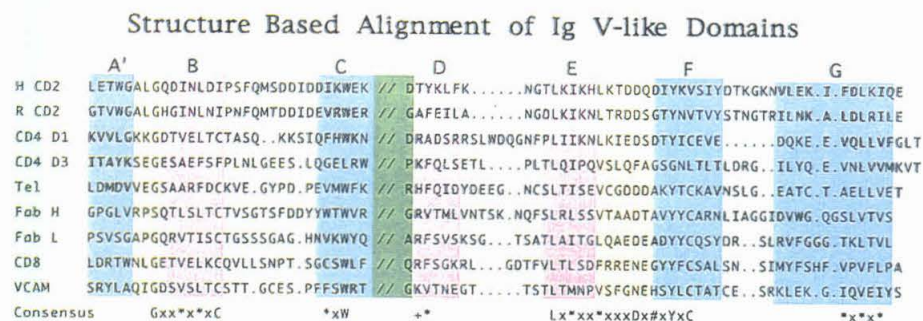 Structure Based Alignment of Ig V-like Domains
A' B C D E F G
H CD2 LETWGALGQDINLDIPSFQMSDDIDDIKWEK // DTYKLFK......NGTLKIKHLKTDDQDIYKVSIYDTKGKNVLEK.I.FDLKIQE
R CD2 GTVWGALGHGINLNIPNFQMTDDIDEVRWER // GAFEILA......NGDLKIKNLTRDDSGTYNVTVYSTNGTRILNK.A.LDLRILE
CD4 D1 KVVLGKKGDTVELTCTASQ..KKSIQFHWKN // DRADSRRSLWDQGNFPLIIKNLKIEDSDTYICEVE......DQKE.E.VQLLVFGLT
CD4 D3 ITAYKSEGESAEFSFPLNLGEES.LQGELRW // PKFQLSETL...PLTLQIPQVSLQFAGSGNLTLTLDRG..ILYQ.E.VNLVVMKVT
Tel LDMDVVEGSAARFDCKVE.GYPD.PEVMWFK // RHFQIDYDEEGN..CSLTISEVCGDDDAKYTCKAVNSLG..EATC.T.AELLVET
Fab H GPGLVRPSQTLSLTCTVSGTSFDDYYWTWVR // GRVTMLVNTSK.NQFSLRLSSVTAADTAVYYCARNLIAGGIDVWG.QGSLVTVS
Fab L PSVSGAPGQRVTISCTGSSSGAG.HNVKWYQ // ARFSVSKSG...TSATLAITGLQAEDEADYYCQSYDR..SLRVFGGG.TKLTVL
CD8 LDRTWNLGETVELKCQVLLSNPT.SGCSWLF // QRFSGKRL...GDTFVLTLSDFRRENEGYYFCSALSN..SIMYFSHF.VPVFLPA
VCAM SRYLAQIGDSVSLTCSTT.GCES.PFFSWRT // GKVTNEGT.....TSTLTMNPVSFGNEHSYLCTATCE..SRKLEK.G.IQVEIYS
Consensus Gxx*x*xC *xW +* Lx*xx*xxxDx#xYxC *x*x*